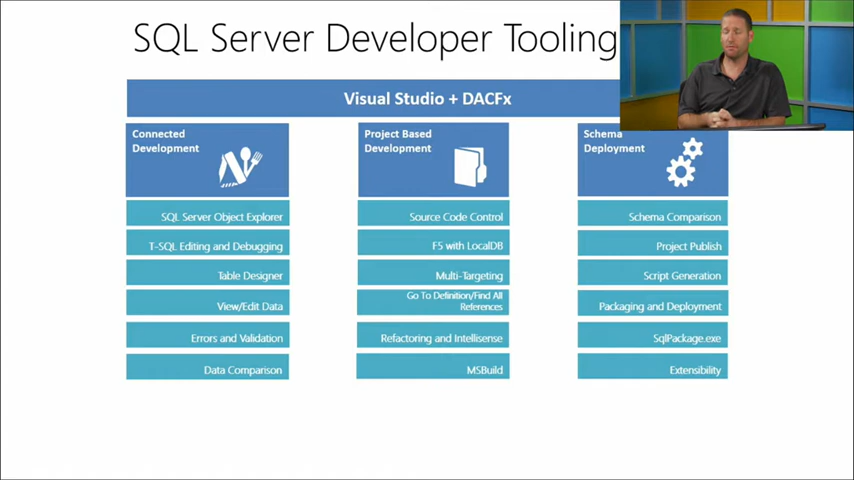 SQL Server Developer Tooling
Visual Studio + DACFx
Connected
Development
SQL Server Object Explorer
T-SQL Editing and Debugging
Table Designer
View/Edit Data
Errors and Validation
Data Comparison
Project Based
Development
Source Code Control
F5 with LocalDB
Multi-Targeting
Go To Definition/Find All
References
Refactoring and Intellisense
MSBuild
Schema
Deployment
Schema Comparison
Project Publish
Script Generation
Packaging and Deployment
SqlPackage.exe
Extensibility